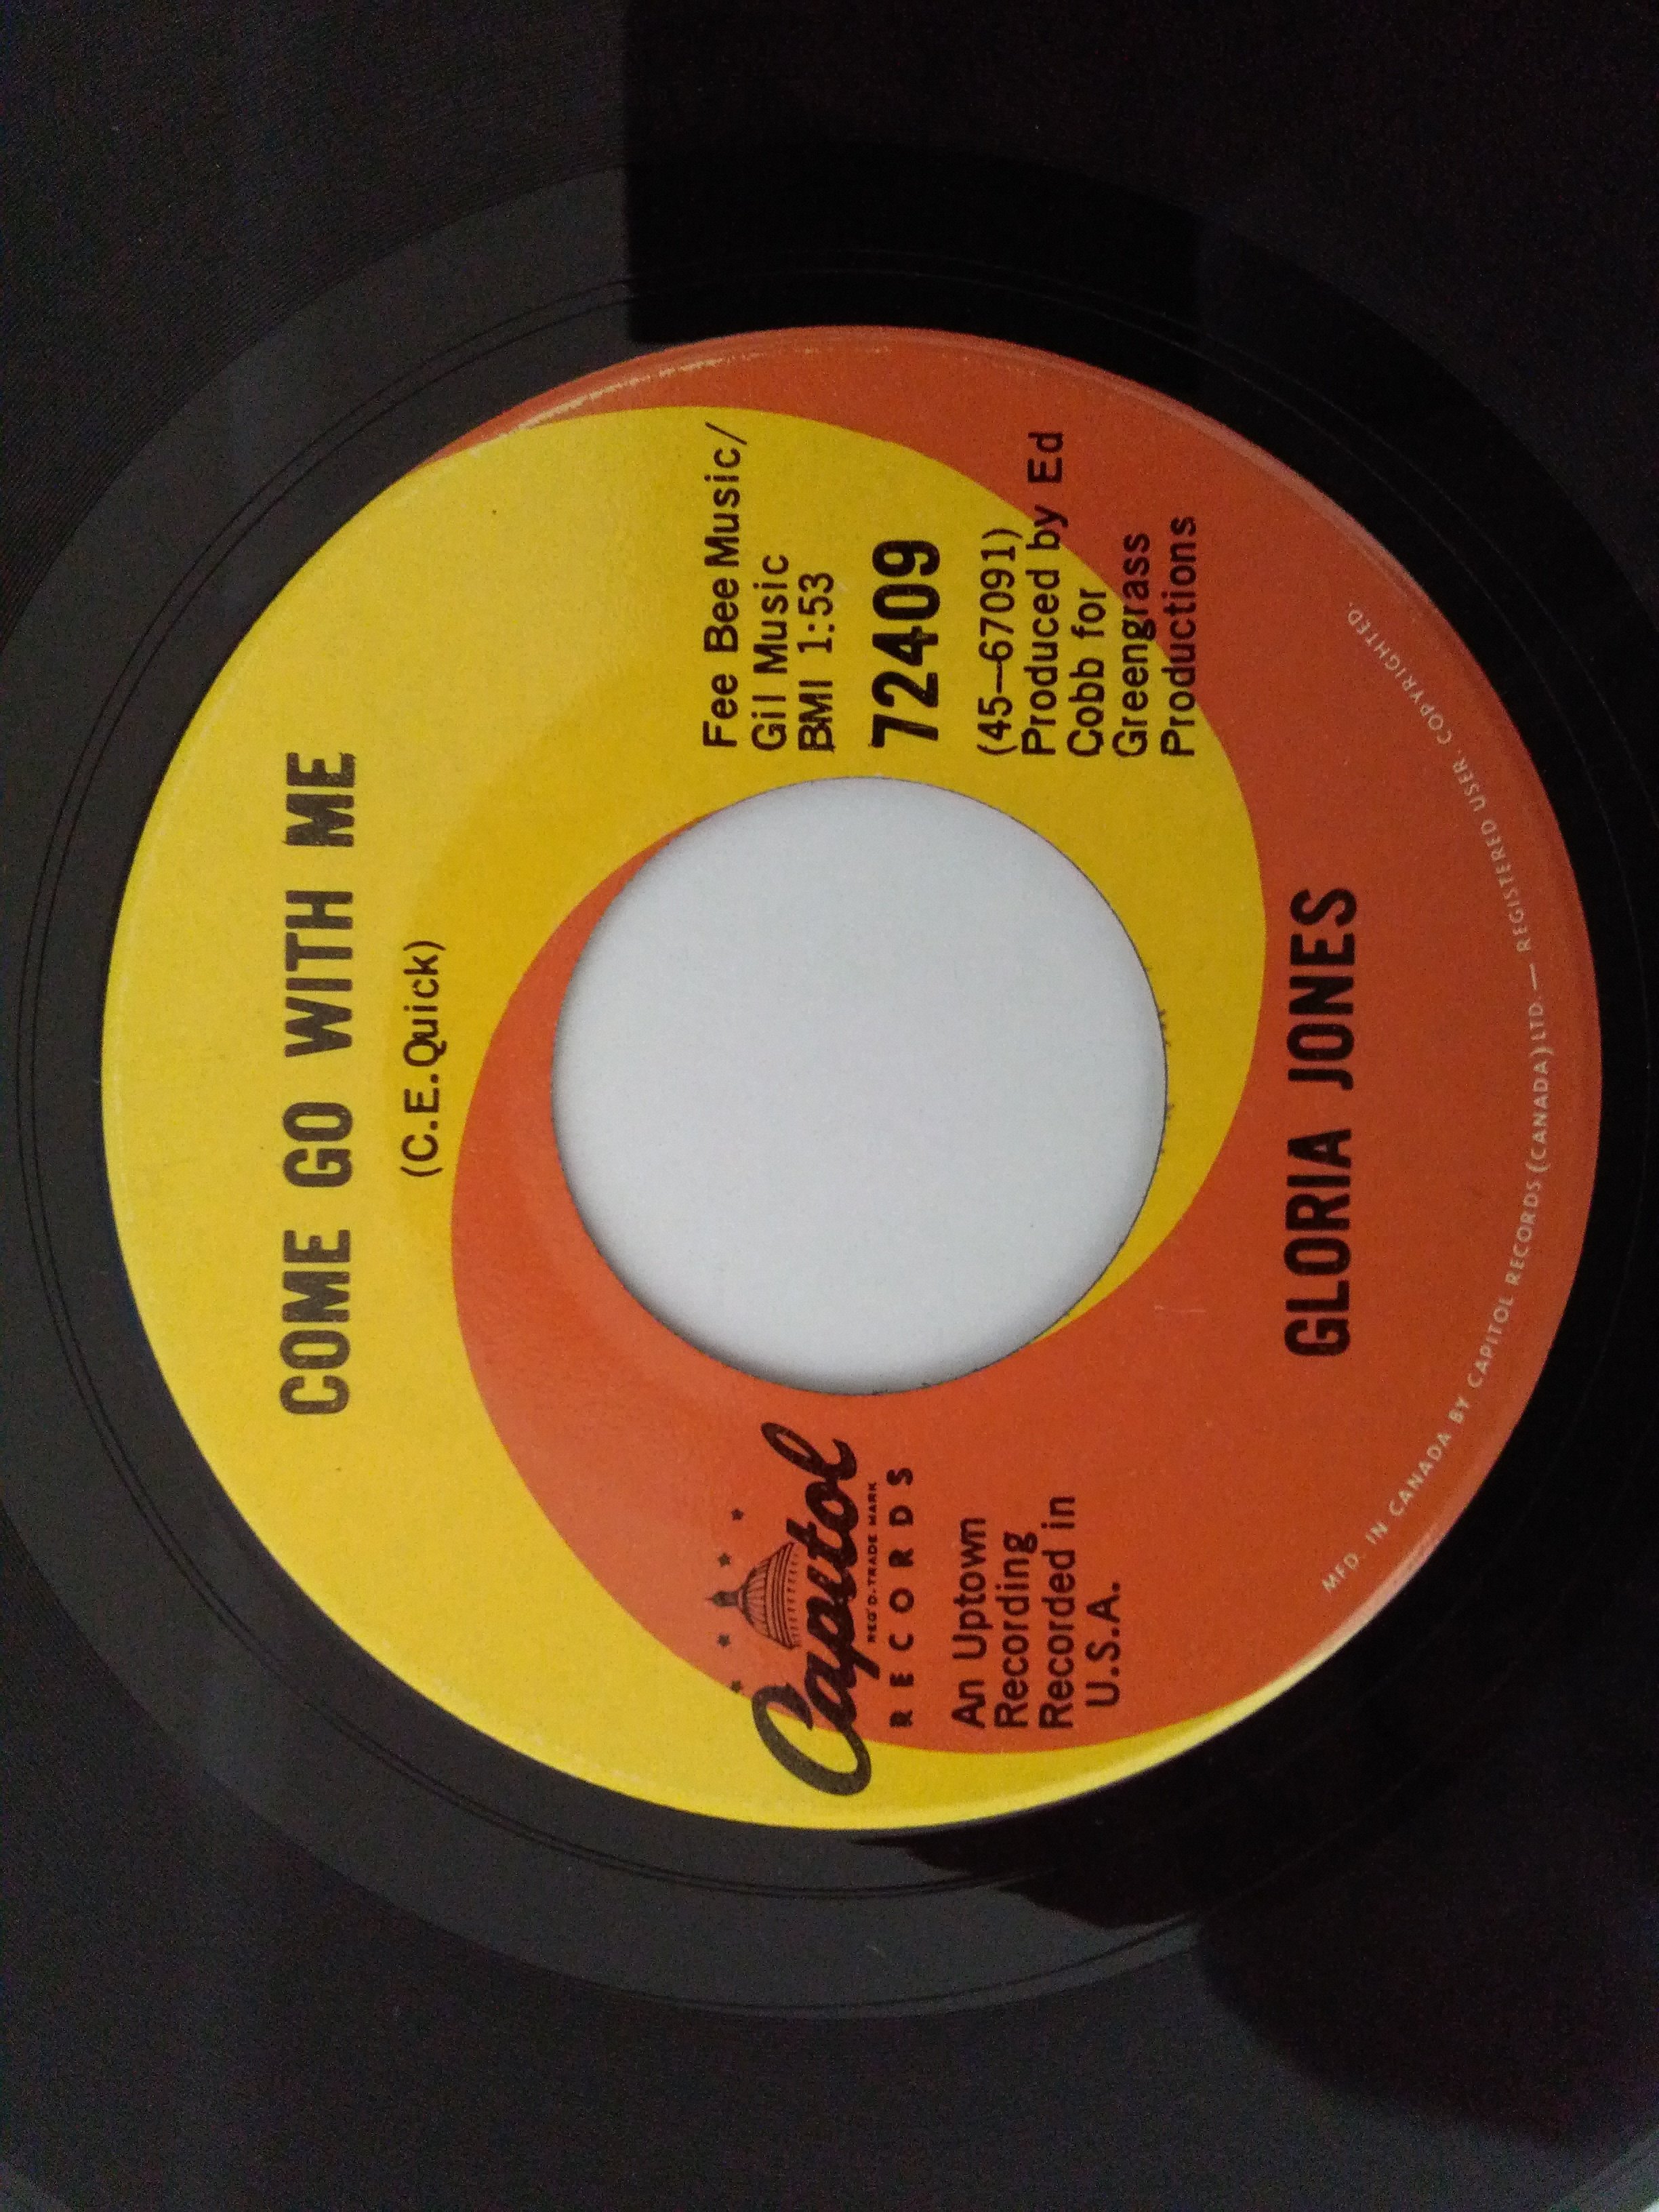 COME GO WITH ME
(C.E.Quick)
Capitol
REG'D. TRADE MARK
RECORDS
An Uptown
Recording
Recorded in
U.S.A.
Fee Bee Music/
Gil Music
BMI 1:53
72409
(45—67091)
Produced by Ed
Cobb for
Greengrass
Productions
GLORIA JONES
MFD. IN CANADA BY CAPITOL RECORDS (CANADA) LTD. — REGISTERED USER. COPYRIGHTED.